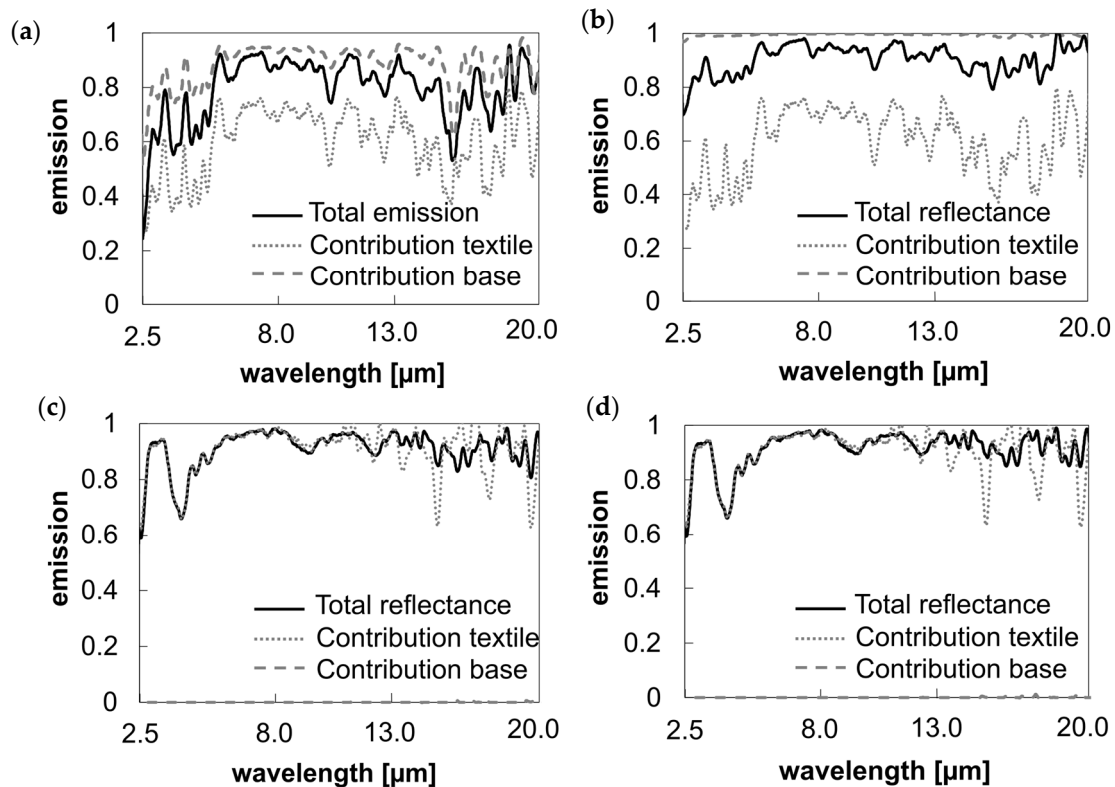 (a)
1
0.8
0.6
0.4
0.2
0
emission
Total emission
Contribution textile
Contribution base
2.5 8.0 13.0 20.0
wavelength [µm]
(b)
1
0.8
0.6
0.4
0.2
0
emission
Total reflectance
Contribution textile
Contribution base
2.5 8.0 13.0 20.0
wavelength [µm]
(c)
1
0.8
0.6
0.4
0.2
0
emission
Total reflectance
Contribution textile
Contribution base
2.5 8.0 13.0 20.0
wavelength [µm]
(d)
1
0.8
0.6
0.4
0.2
0
emission
Total reflectance
Contribution textile
Contribution base
2.5 8.0 13.0 20.0
wavelength [µm]